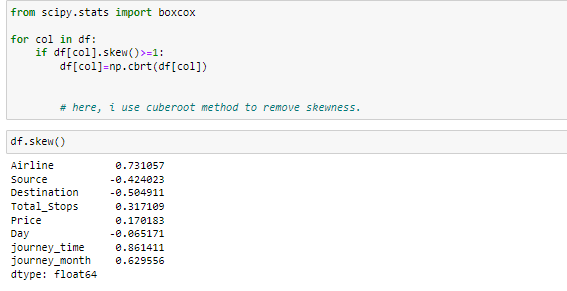 from scipy.stats import boxcox
for col in df:
if df[col].skew()>=1:
df[col]=np.cbrt(df[col])
# here, i use cuberoot method to remove skewness.
df.skew()
Airline 0.731057
Source -0.424023
Destination -0.504911
Total_Stops 0.317109
Price 0.170183
Day -0.065171
journey_time 0.861411
journey_month 0.629556
dtype: float64